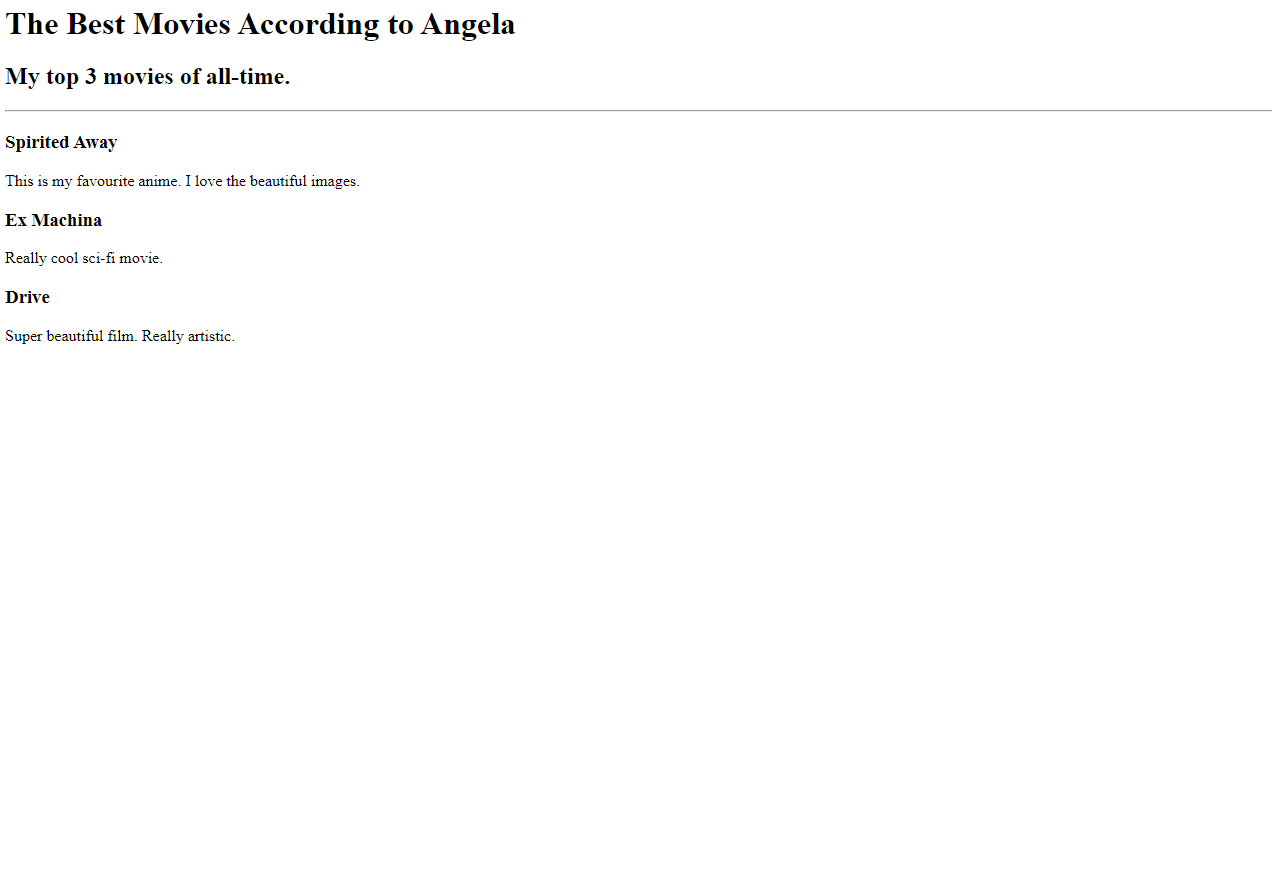 The Best Movies According to Angela
My top 3 movies of all-time.
Spirited Away
This is my favourite anime. I love the beautiful images.
Ex Machina
Really cool sci-fi movie.
Drive
Super beautiful film. Really artistic.